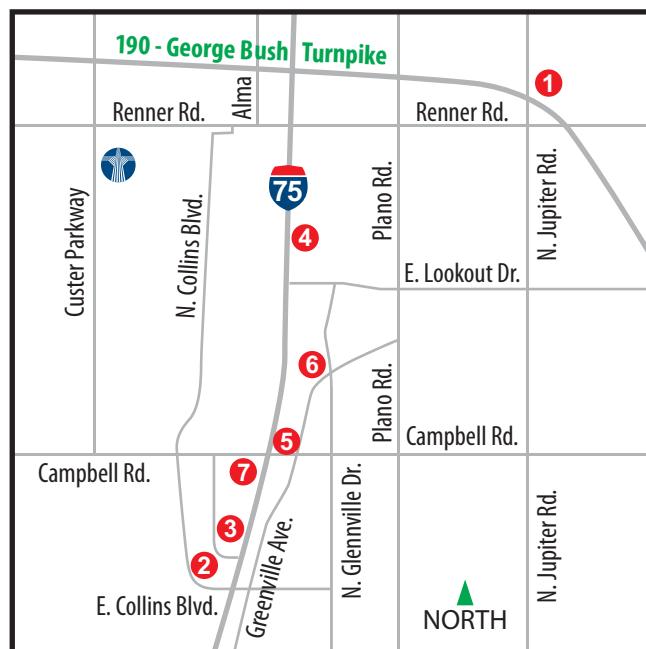 190 - George Bush Turnpike
1
Renner Rd.
Alma
Renner Rd.
75
Custer Parkway
N. Collins Blvd.
Plano Rd.
N. Jupiter Rd.
4
E. Lookout Dr.
6
Plano Rd.
5
Campbell Rd.
Campbell Rd.
7
3
2
Greenville Ave.
N. Glennville Dr.
N. Jupiter Rd.
E. Collins Blvd.
NORTH